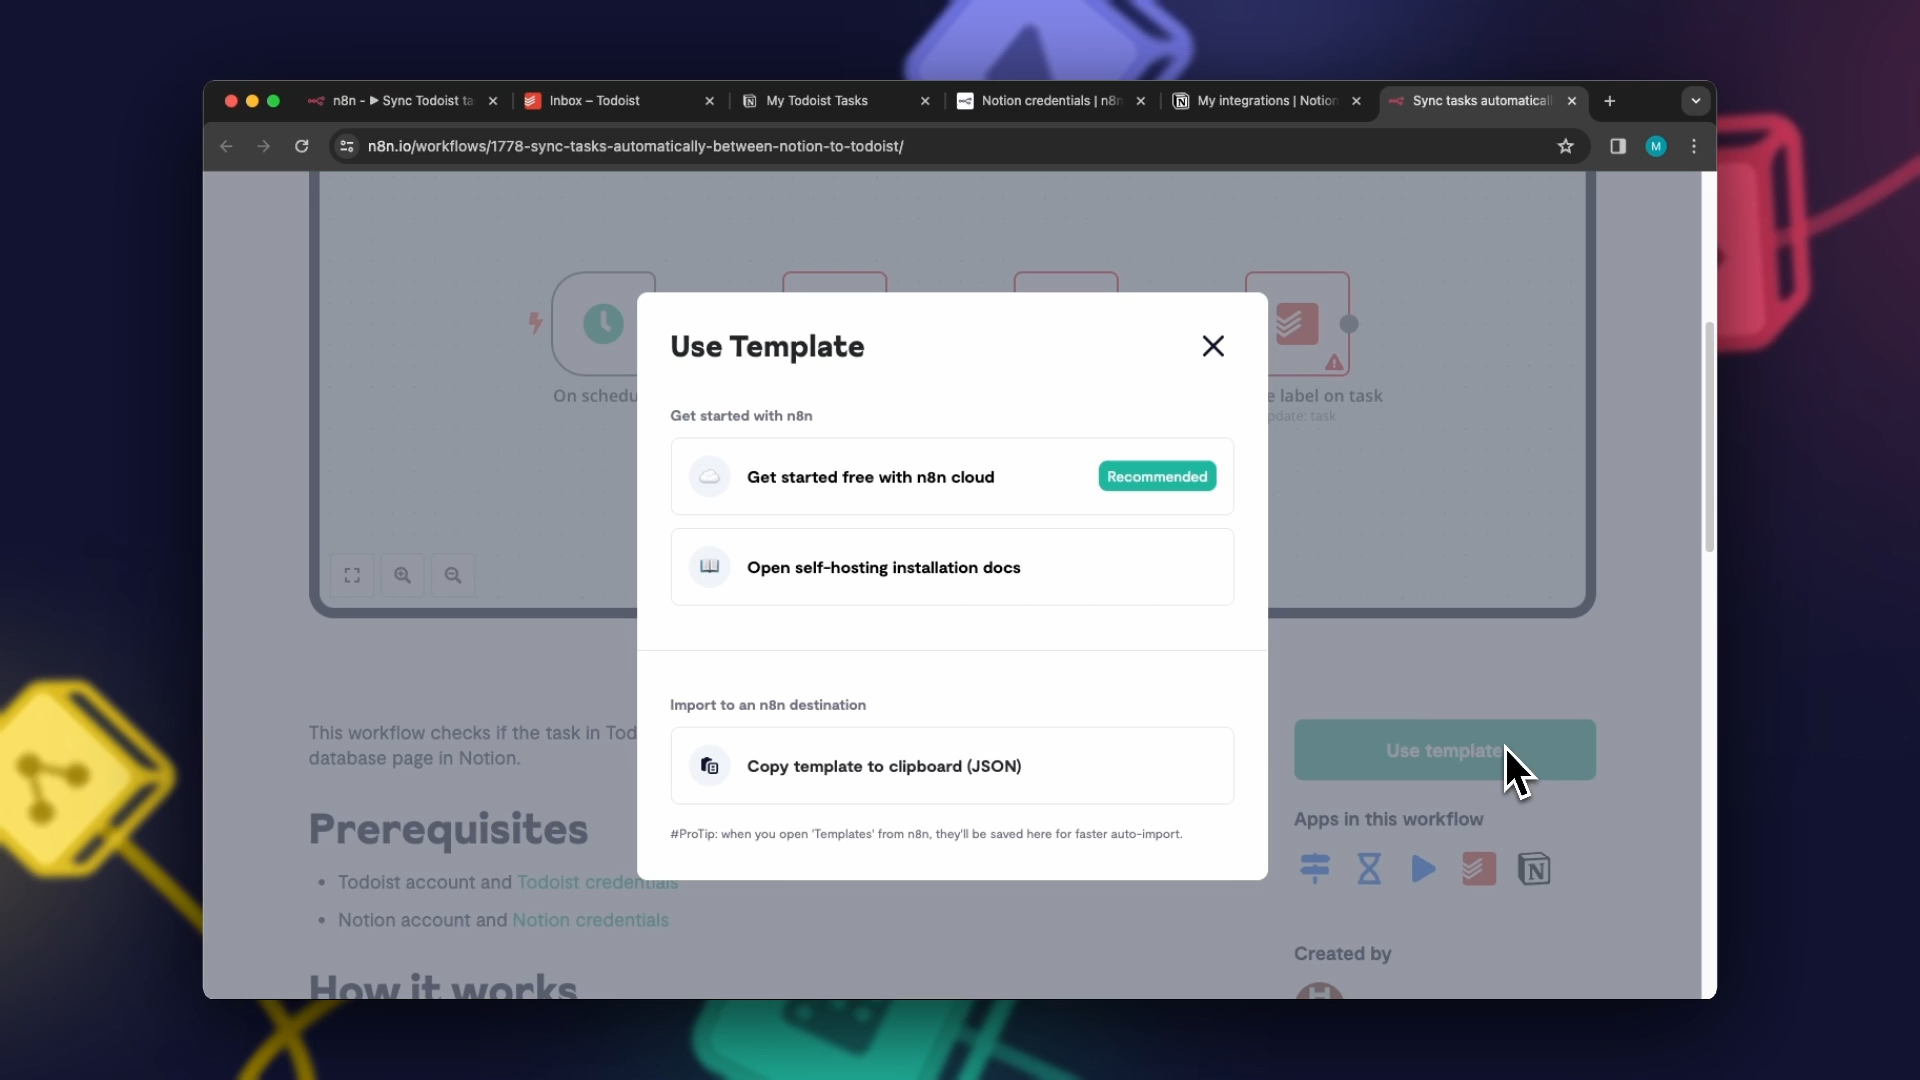 n8n - ▶ Sync Todoist ta
Inbox – Todoist
My Todoist Tasks
Notion credentials | n8n
My integrations | Notion
Sync tasks automaticall
n8n.io/workflows/1778-sync-tasks-automatically-between-notion-to-todoist/
M
Use Template
On schedu
e label on task
pdate: task
Get started with n8n
Get started free with n8n cloud
Recommended
Open self-hosting installation docs
Import to an n8n destination
Copy template to clipboard (JSON)
#ProTip: when you open 'Templates' from n8n, they'll be saved here for faster auto-import.
This workflow checks if the task in Tod
database page in Notion.
Prerequisites
• Todoist account and Todoist credentials
• Notion account and Notion credentials
How it works
Use template
Apps in this workflow
Created by